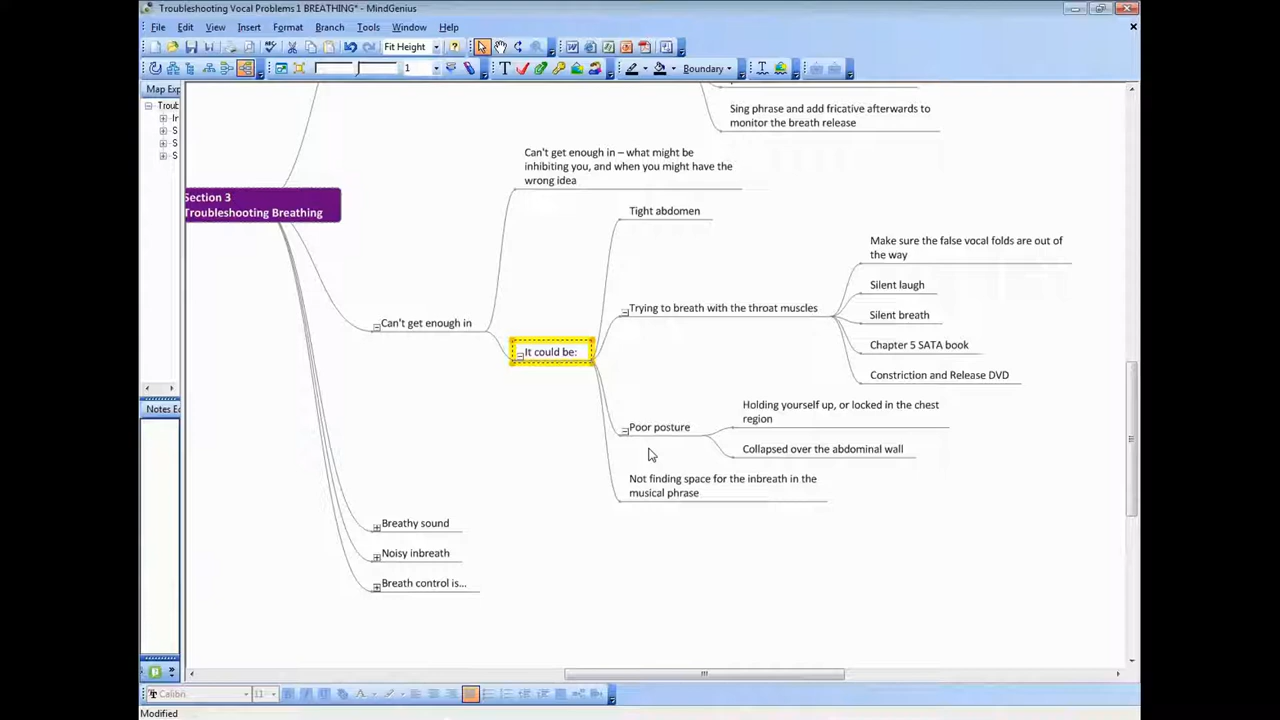 Troubleshooting Vocal Problems 1 BREATHING* - MindGenius
File Edit View Insert Format Branch Tools Window Help
Fit Height
1
Boundary
Map Exp
Trout
Ir
S
S
S
Notes Ec
Sing phrase and add fricative afterwards to
monitor the breath release
Can't get enough in – what might be
inhibiting you, and when you might have the
wrong idea
Section 3
Troubleshooting Breathing
Tight abdomen
Make sure the false vocal folds are out of
the way
Silent laugh
Trying to breath with the throat muscles
Silent breath
Can't get enough in
Chapter 5 SATA book
It could be:
Constriction and Release DVD
Holding yourself up, or locked in the chest
region
Poor posture
Collapsed over the abdominal wall
Not finding space for the inbreath in the
musical phrase
Breathy sound
Noisy inbreath
Breath control is...
Calibri 11
Modified